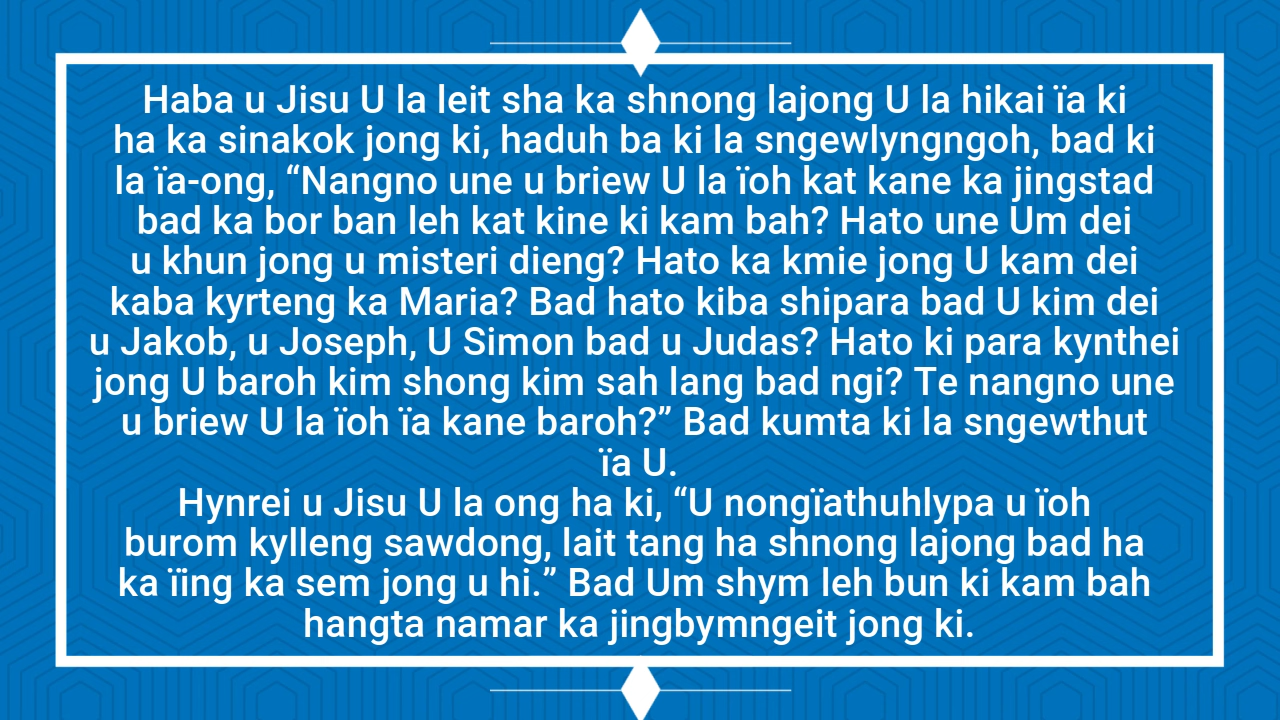 Haba u Jisu U la leit sha ka shnong lajong U la hikai ïa ki
ha ka sinakok jong ki, haduh ba ki la sngewlyngngoh, bad ki
la ïa-ong, “Nangno une u briew U la ïoh kat kane ka jingstad
bad ka bor ban leh kat kine ki kam bah? Hato une Um dei
u khun jong u misteri dieng? Hato ka kmie jong U kam dei
kaba kyrteng ka Maria? Bad hato kiba shipara bad U kim dei
u Jakob, u Joseph, U Simon bad u Judas? Hato ki para kynthei
jong U baroh kim shong kim sah lang bad ngi? Te nangno une
u briew U la ïoh ïa kane baroh?” Bad kumta ki la sngewthut
ïa U.
Hynrei u Jisu U la ong ha ki, “U nongïathuhlypa u ïoh
burom kylleng sawdong, lait tang ha shnong lajong bad ha
ka ïing ka sem jong u hi.” Bad Um shym leh bun ki kam bah
hangta namar ka jingbymngeit jong ki.